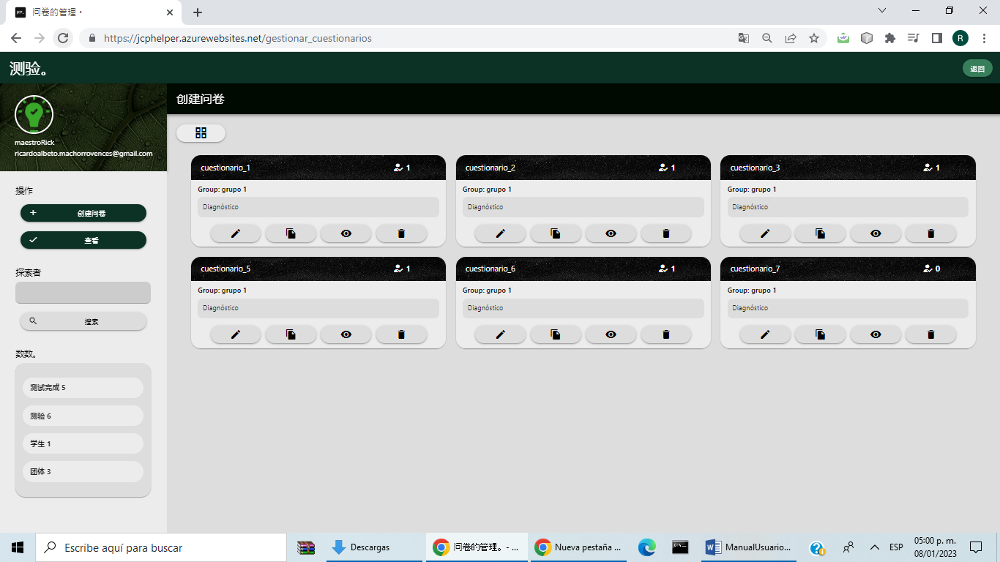 问卷的管理。
https://jcphelper.azurewebsites.net/gestionar_cuestionarios
R
测验。
返回
maestroRick
ricardoalbeto.machorrovences@gmail.com
操作
创建问卷
查看
探索者
搜索
数数。
测试完成 5
测验 6
学生 1
团体 3
创建问卷
cuestionario_1 1
Group: grupo 1
Diagnóstico
cuestionario_2 1
Group: grupo 1
Diagnóstico
cuestionario_3 1
Group: grupo 1
Diagnóstico
cuestionario_5 1
Group: grupo 1
Diagnóstico
cuestionario_6 1
Group: grupo 1
Diagnóstico
cuestionario_7 0
Group: grupo 1
Diagnóstico
Escribe aquí para buscar
Descargas
问卷的管理。- ...
Nueva pestaña ...
ManualUsuario...
ESP
05:00 p. m.
08/01/2023